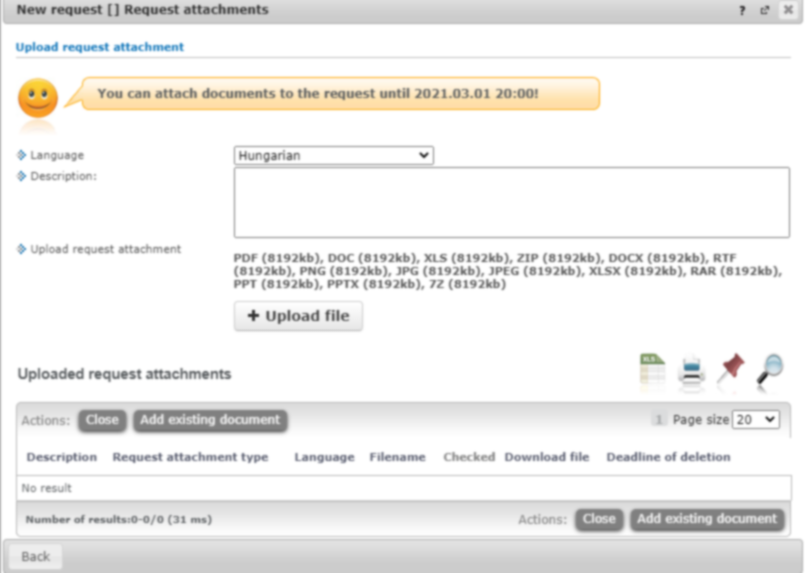 New request [] Request attachments ?
Upload request attachment
You can attach documents to the request until 2021.03.01 20:00!
Language Hungarian
Description:
Upload request attachment
PDF (8192kb), DOC (8192kb), XLS (8192kb), ZIP (8192kb), DOCX (8192kb), RTF
(8192kb), PNG (8192kb), JPG (8192kb), JPEG (8192kb), XLSX (8192kb), RAR (8192kb),
PPT (8192kb), PPTX (8192kb), 7Z (8192kb)
+ Upload file
Uploaded request attachments XLS
Actions: Close Add existing document 1 Page size 20
Description Request attachment type Language Filename Checked Download file Deadline of deletion
No result
Number of results:0-0/0 (31 ms) Actions: Close Add existing document
Back